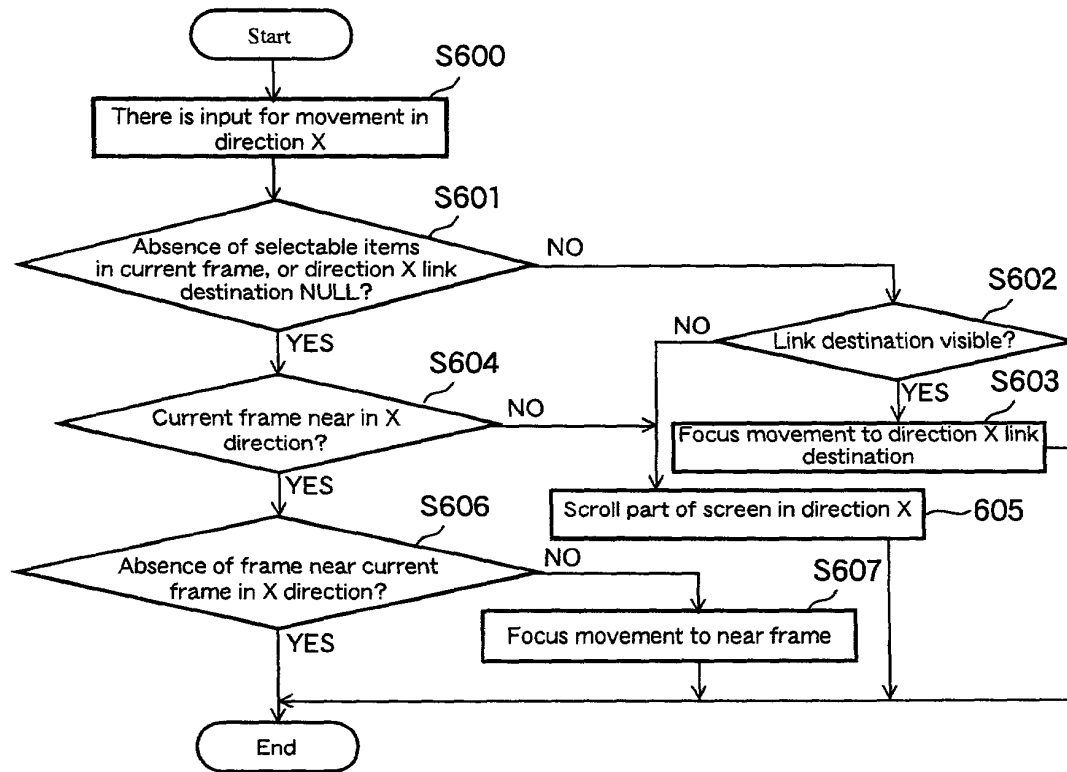 Start
S600
There is input for movement in
direction X
S601
Absence of selectable items
in current frame, or direction X link
destination NULL?
NO
YES
S602
Link destination visible?
NO
YES
S603
Focus movement to direction X link
destination
S604
Current frame near in X
direction?
NO
YES
Scroll part of screen in direction X
605
S606
Absence of frame near current
frame in X direction?
NO
YES
S607
Focus movement to near frame
End